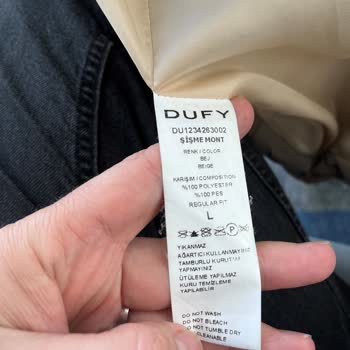 DUFY
DU1234263002
ŞİŞME MONT
RENK / COLOR
BEJ
BEIGE
KARIŞIM / COMPOSITION
%100 POLYESTER
%100 PES
REGULAR FIT
L
P
YIKANMAZ
AĞARTICI KULLANMAYINIZ
TAMBURLU KURUTMA
YAPMAYINIZ
ÜTÜLEME YAPILMAZ
KURU TEMİZLEME
YAPILABİLİR
DO NOT WASH
DO NOT BLEACH
DO NOT TUMBLE DRY
CLEANABLE